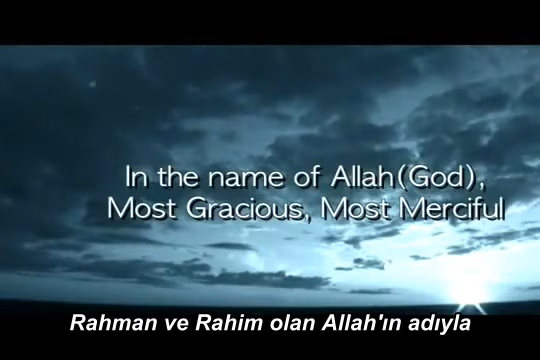 In the name of Allah(God),
Most Gracious, Most Merciful
Rahman ve Rahim olan Allah'ın adıyla